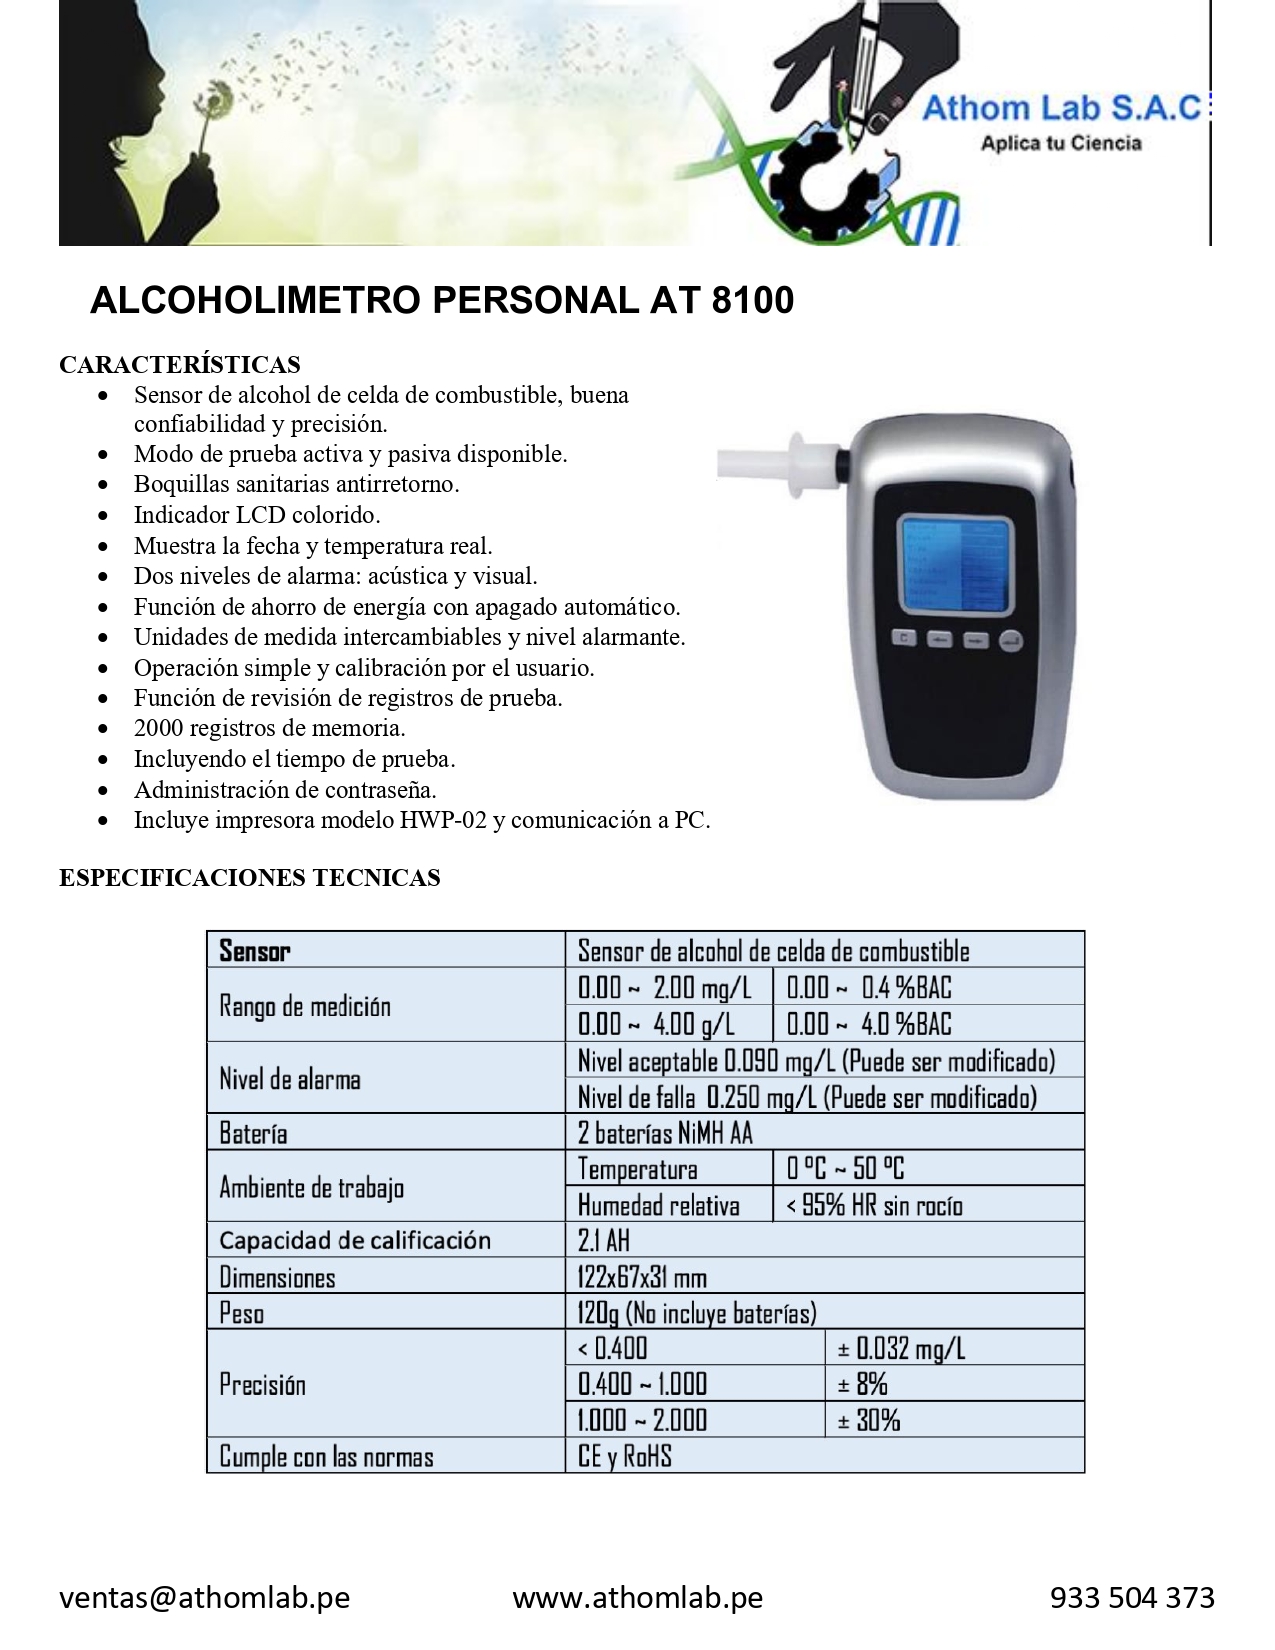 Athom Lab S.A.C
Aplica tu Ciencia
ALCOHOLIMETRO PERSONAL AT 8100
CARACTERÍSTICAS
• Sensor de alcohol de celda de combustible, buena
confiabilidad y precisión.
• Modo de prueba activa y pasiva disponible.
• Boquillas sanitarias antirretorno.
• Indicador LCD colorido.
• Muestra la fecha y temperatura real.
• Dos niveles de alarma: acústica y visual.
• Función de ahorro de energía con apagado automático.
• Unidades de medida intercambiables y nivel alarmante.
• Operación simple y calibración por el usuario.
• Función de revisión de registros de prueba.
• 2000 registros de memoria.
• Incluyendo el tiempo de prueba.
• Administración de contraseña.
• Incluye impresora modelo HWP-02 y comunicación a PC.
ESPECIFICACIONES TECNICAS
Sensor Sensor de alcohol de celda de combustible
Rango de medición
0.00 ~ 2.00 mg/L 0.00 ~ 0.4 %BAC
0.00 ~ 4.00 g/L 0.00 ~ 4.0 %BAC
Nivel de alarma
Nivel aceptable 0.090 mg/L (Puede ser modificado)
Nivel de falla 0.250 mg/L (Puede ser modificado)
Batería 2 baterías NiMH AA
Ambiente de trabajo
Temperatura 0 ºC ~ 50 ºC
Humedad relativa < 95% HR sin rocío
Capacidad de calificación 2.1 AH
Dimensiones 122x67x31 mm
Peso 120g (No incluye baterías)
Precisión
< 0.400 ± 0.032 mg/L
0.400 ~ 1.000 ± 8%
1.000 ~ 2.000 ± 30%
Cumple con las normas CE y RoHS
ventas@athomlab.pe www.athomlab.pe 933 504 373